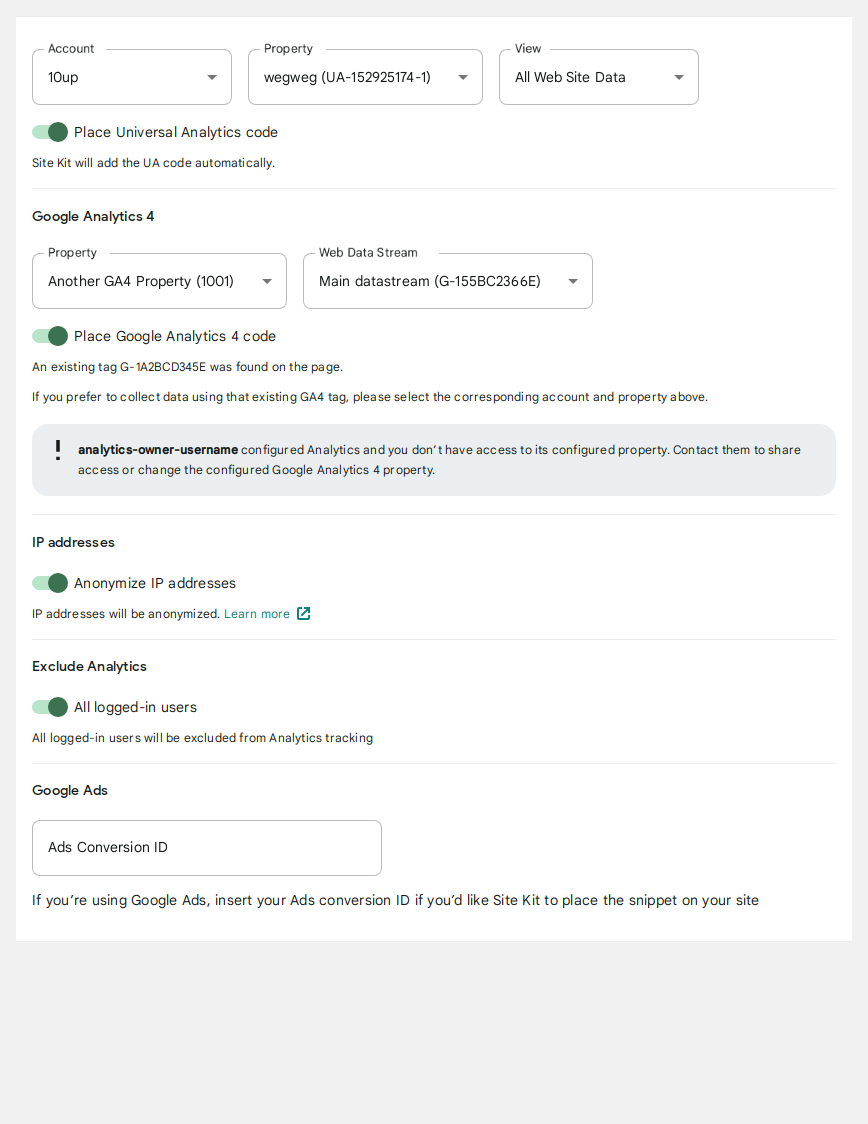 Account Property View
10up wegweg (UA-152925174-1) All Web Site Data
Place Universal Analytics code
Site Kit will add the UA code automatically.
Google Analytics 4
Property Web Data Stream
Another GA4 Property (1001) Main datastream (G-155BC2366E)
Place Google Analytics 4 code
An existing tag G-1A2BCD345E was found on the page.
If you prefer to collect data using that existing GA4 tag, please select the corresponding account and property above.
analytics-owner-username configured Analytics and you don’t have access to its configured property. Contact them to share
access or change the configured Google Analytics 4 property.
IP addresses
Anonymize IP addresses
IP addresses will be anonymized. Learn more
Exclude Analytics
All logged-in users
All logged-in users will be excluded from Analytics tracking
Google Ads
Ads Conversion ID
If you’re using Google Ads, insert your Ads conversion ID if you’d like Site Kit to place the snippet on your site